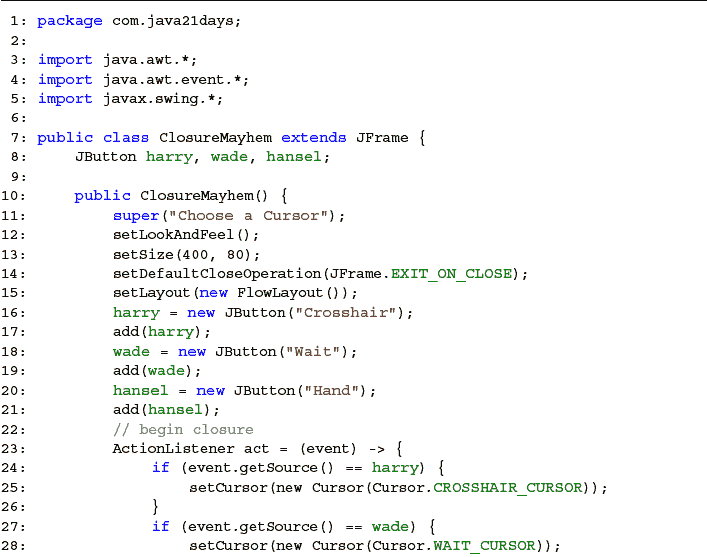 1: package com.java21days;
2:
3: import java.awt.*;
4: import java.awt.event.*;
5: import javax.swing.*;
6:
7: public class ClosureMayhem extends JFrame {
8:     JButton harry, wade, hansel;
9:
10:     public ClosureMayhem() {
11:         super("Choose a Cursor");
12:         setLookAndFeel();
13:         setSize(400, 80);
14:         setDefaultCloseOperation(JFrame.EXIT_ON_CLOSE);
15:         setLayout(new FlowLayout());
16:         harry = new JButton("Crosshair");
17:         add(harry);
18:         wade = new JButton("Wait");
19:         add(wade);
20:         hansel = new JButton("Hand");
21:         add(hansel);
22:         // begin closure
23:         ActionListener act = (event) -> {
24:             if (event.getSource() == harry) {
25:                 setCursor(new Cursor(Cursor.CROSSHAIR_CURSOR));
26:             }
27:             if (event.getSource() == wade) {
28:                 setCursor(new Cursor(Cursor.WAIT_CURSOR));